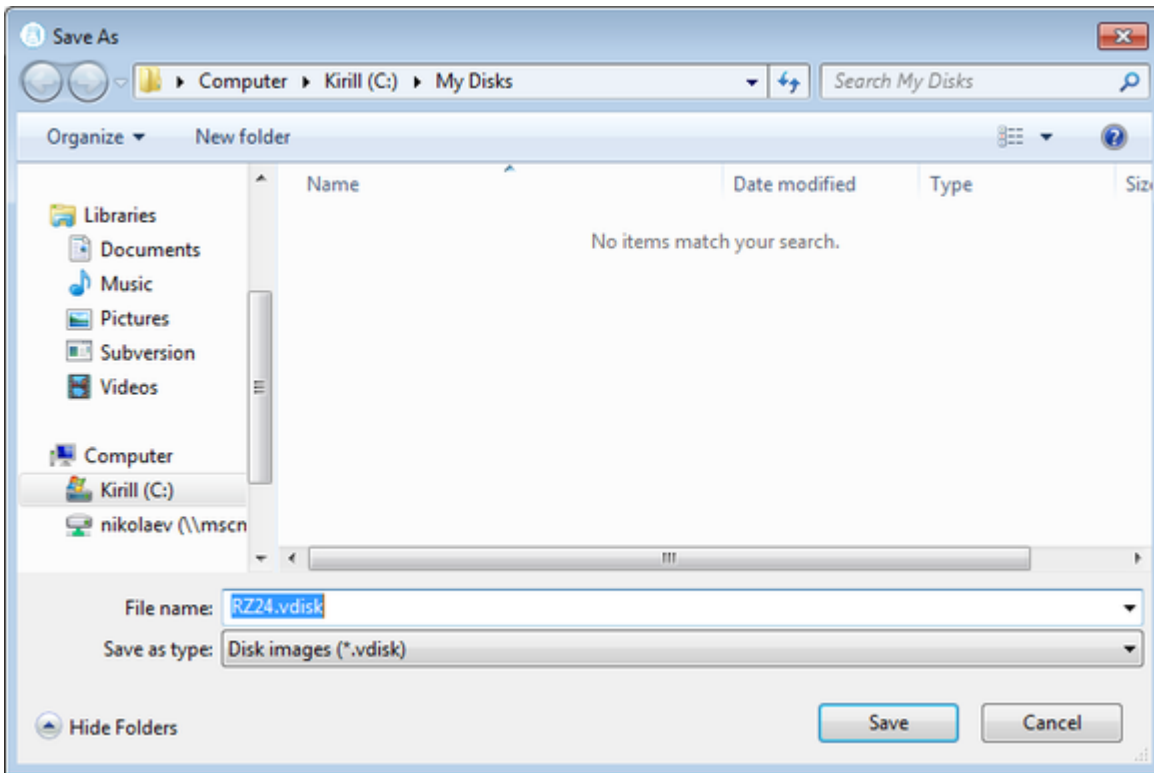 Save As
Computer Kirill (C:) My Disks Search My Disks
Organize New folder
Name Date modified Type Siz
No items match your search.
Libraries
Documents
Music
Pictures
Subversion
Videos
Computer
Kirill (C:)
nikolaev (\\mscn
File name: RZ24.vdisk
Save as type: Disk images (*.vdisk)
Hide Folders Save Cancel